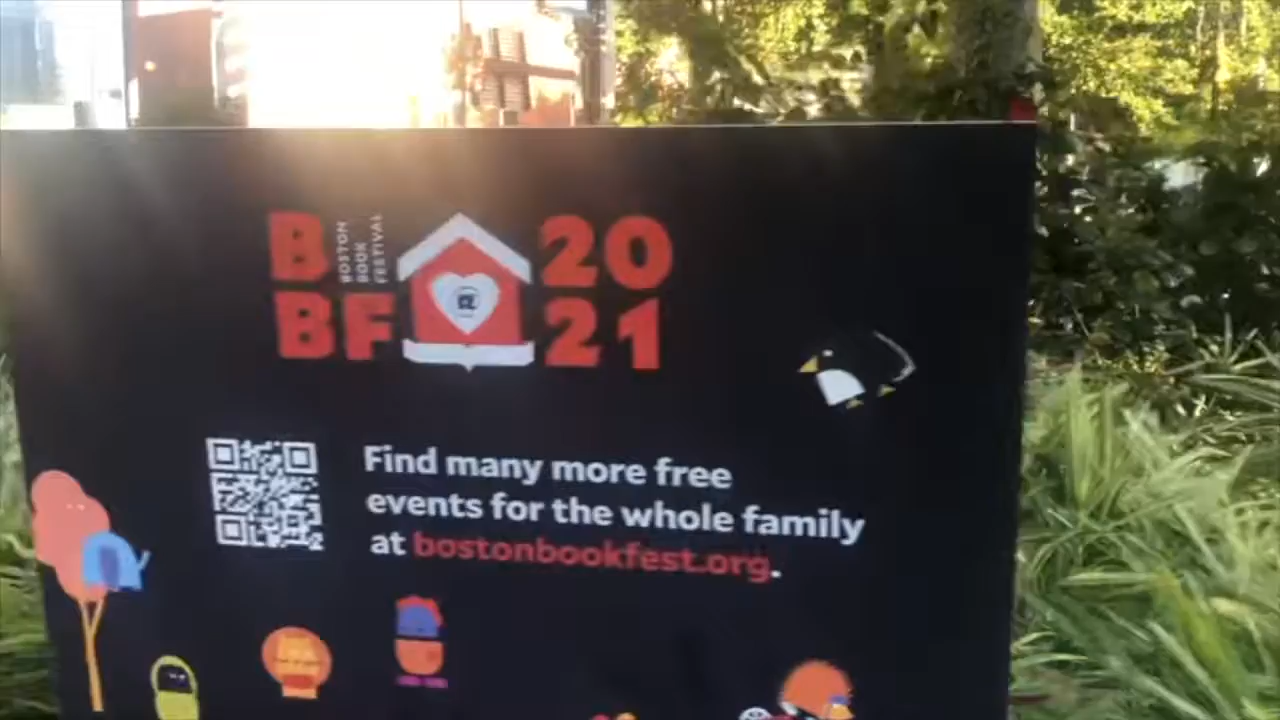 B BOSTON BOOK FESTIVAL 20
BF 21
Find many more free
events for the whole family
at bostonbookfest.org.